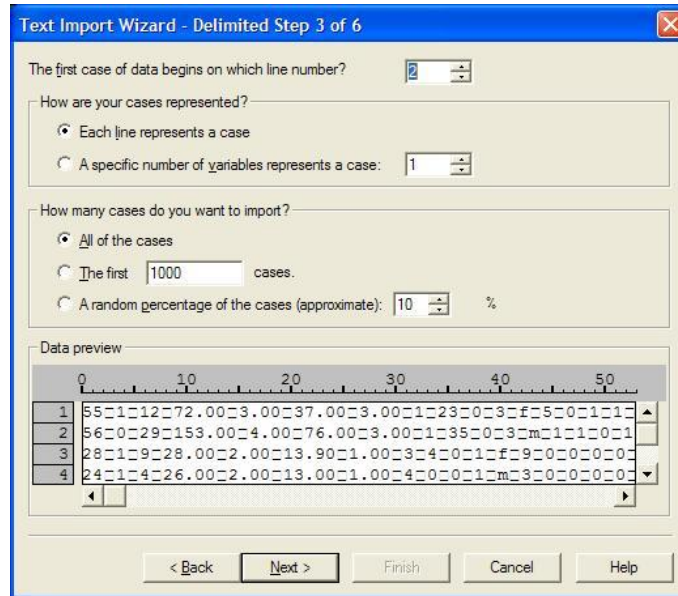 Text Import Wizard - Delimited Step 3 of 6
The first case of data begins on which line number? 2
How are your cases represented?
Each line represents a case
A specific number of variables represents a case: 1
How many cases do you want to import?
All of the cases
The first 1000 cases.
A random percentage of the cases (approximate): 10 %
Data preview
0 10 20 30 40 50
1 55□1□12□72.00□3.00□37.00□3.00□1□23□0□3□f□5□0□1□1□
2 56□0□29□153.00□4.00□76.00□3.00□1□35□0□3□m□1□1□0□1
3 28□1□9□28.00□2.00□13.90□1.00□3□4□0□1□f□9□0□0□0□0□
4 24□1□4□26.00□2.00□13.00□1.00□4□0□0□1□m□3□0□0□0□0□
< Back Next > Finish Cancel Help